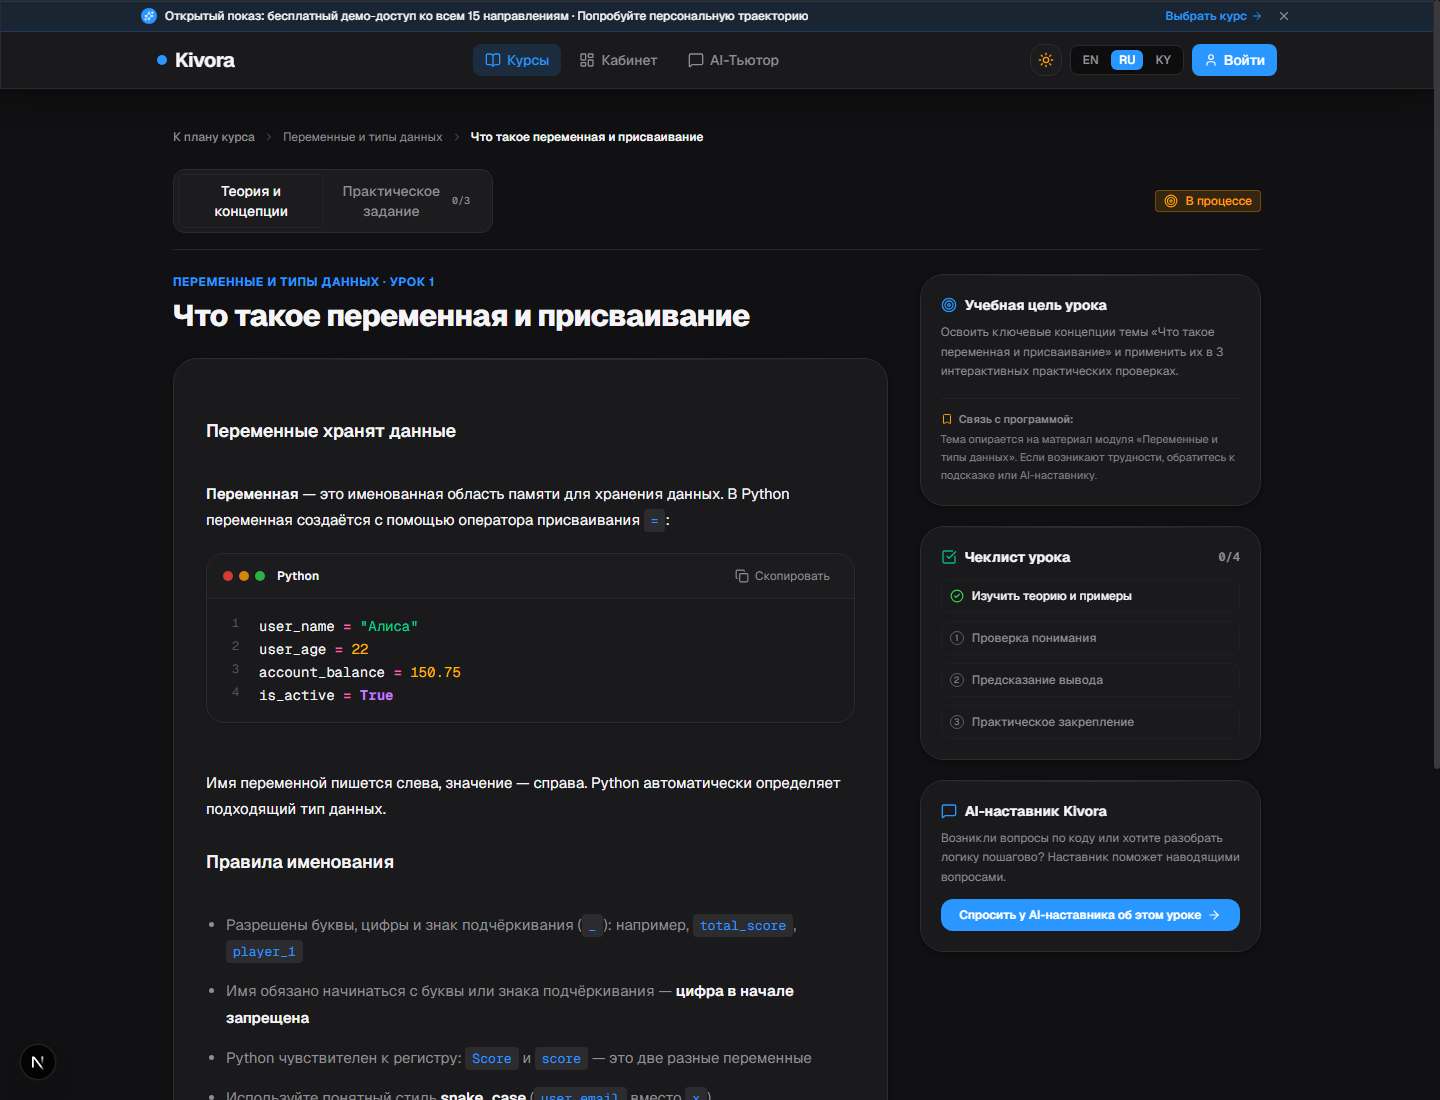 Открытый показ: бесплатный демо-доступ ко всем 15 направлениям · Попробуйте персональную траекторию
Выбрать курс →
Kivora
Курсы
Кабинет
AI-Тьютор
EN
RU
KY
Войти
К плану курса
Переменные и типы данных
Что такое переменная и присваивание
Теория и
концепции
Практическое
задание
0/3
В процессе
ПЕРЕМЕННЫЕ И ТИПЫ ДАННЫХ · УРОК 1
Что такое переменная и присваивание
Переменные хранят данные
Переменная — это именованная область памяти для хранения данных. В Python
переменная создаётся с помощью оператора присваивания = :
Python
Скопировать
1 user_name = "Алиса"
2 user_age = 22
3 account_balance = 150.75
4 is_active = True
Имя переменной пишется слева, значение — справа. Python автоматически определяет
подходящий тип данных.
Правила именования
• Разрешены буквы, цифры и знак подчёркивания ( _ ): например, total_score ,
player_1
• Имя обязано начинаться с буквы или знака подчёркивания — цифра в начале
запрещена
• Python чувствителен к регистру: Score и score — это две разные переменные
• Используйте понятный стиль snake_case ( user_email вместо x )
Учебная цель урока
Освоить ключевые концепции темы «Что такое
переменная и присваивание» и применить их в 3
интерактивных практических проверках.
Связь с программой:
Тема опирается на материал модуля «Переменные и
типы данных». Если возникают трудности, обратитесь к
подсказке или AI-наставнику.
Чеклист урока
0/4
Изучить теорию и примеры
1 Проверка понимания
2 Предсказание вывода
3 Практическое закрепление
AI-наставник Kivora
Возникли вопросы по коду или хотите разобрать
логику пошагово? Наставник поможет наводящими
вопросами.
Спросить у AI-наставника об этом уроке →
N